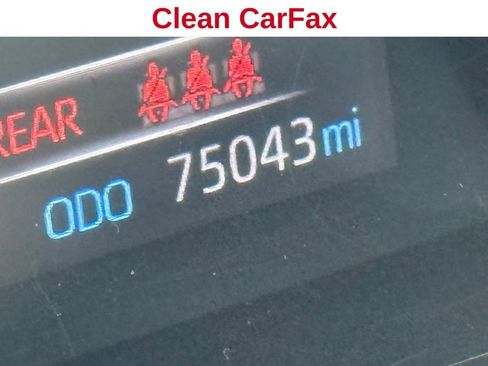 Clean CarFax
REAR
ODO 75043 mi